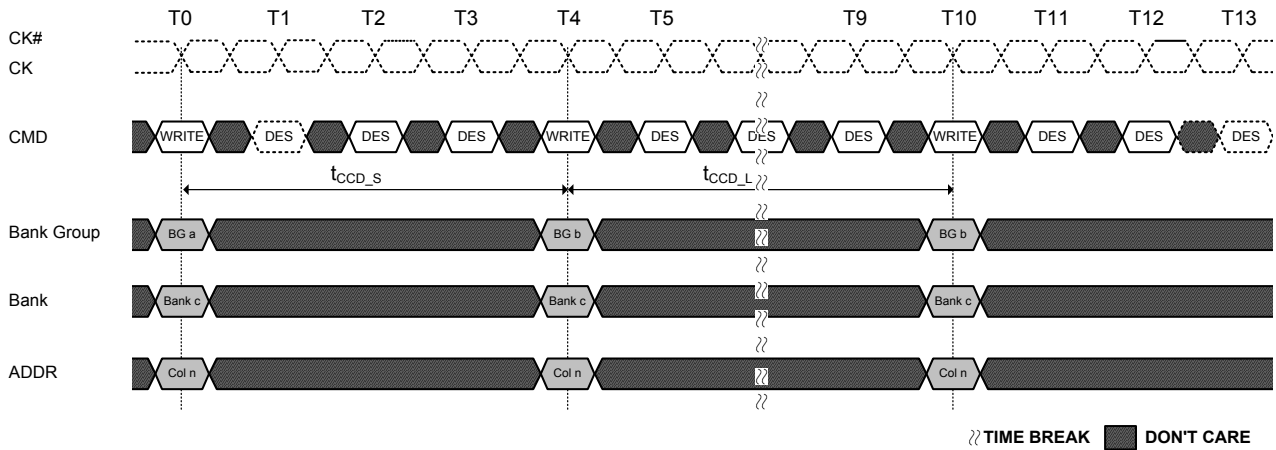 T0 T1 T2 T3 T4 T5 T9 T10 T11 T12 T13
CK#
CK
CMD WRITE DES DES DES WRITE DES DES DES WRITE DES DES DES
tCCD_S tCCD_L
Bank Group BG a BG b BG b
Bank Bank c Bank c Bank c
ADDR Col n Col n Col n
TIME BREAK DON'T CARE